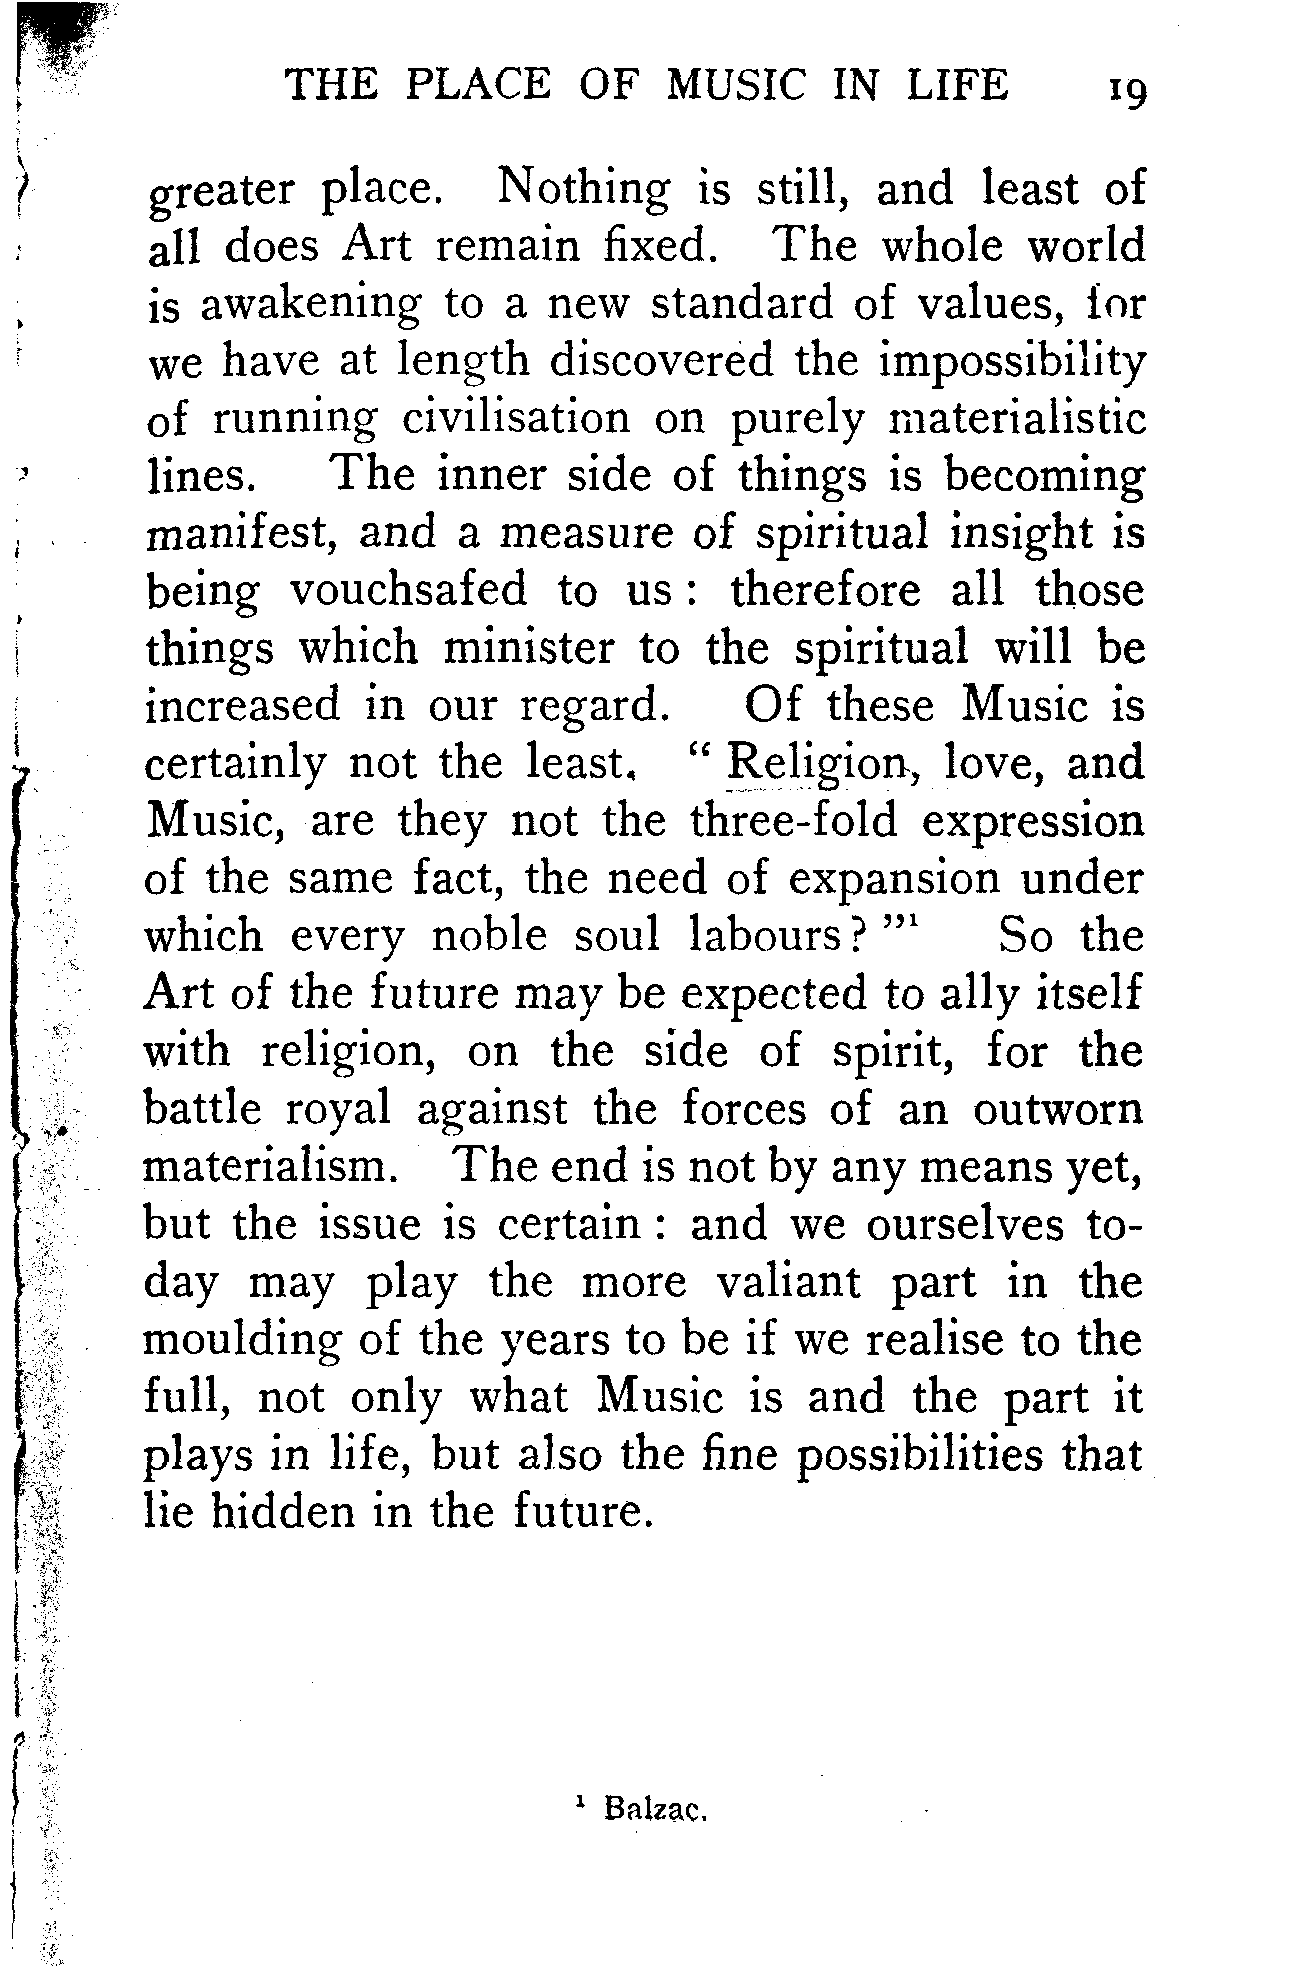 THE PLACE OF MUSIC IN LIFE 19
greater place. Nothing is still, and least of
all does Art remain fixed. The whole world
is awakening to a new standard of values, for
we have at length discovered the impossibility
of running civilisation on purely materialistic
lines. The inner side of things is becoming
manifest, and a measure of spiritual insight is
being vouchsafed to us : therefore all those
things which minister to the spiritual will be
increased in our regard. Of these Music is
certainly not the least. “ Religion, love, and
Music, are they not the three-fold expression
of the same fact, the need of expansion under
which every noble soul labours? ”¹ So the
Art of the future may be expected to ally itself
with religion, on the side of spirit, for the
battle royal against the forces of an outworn
materialism. The end is not by any means yet,
but the issue is certain : and we ourselves to-
day may play the more valiant part in the
moulding of the years to be if we realise to the
full, not only what Music is and the part it
plays in life, but also the fine possibilities that
lie hidden in the future.
¹ Balzac.